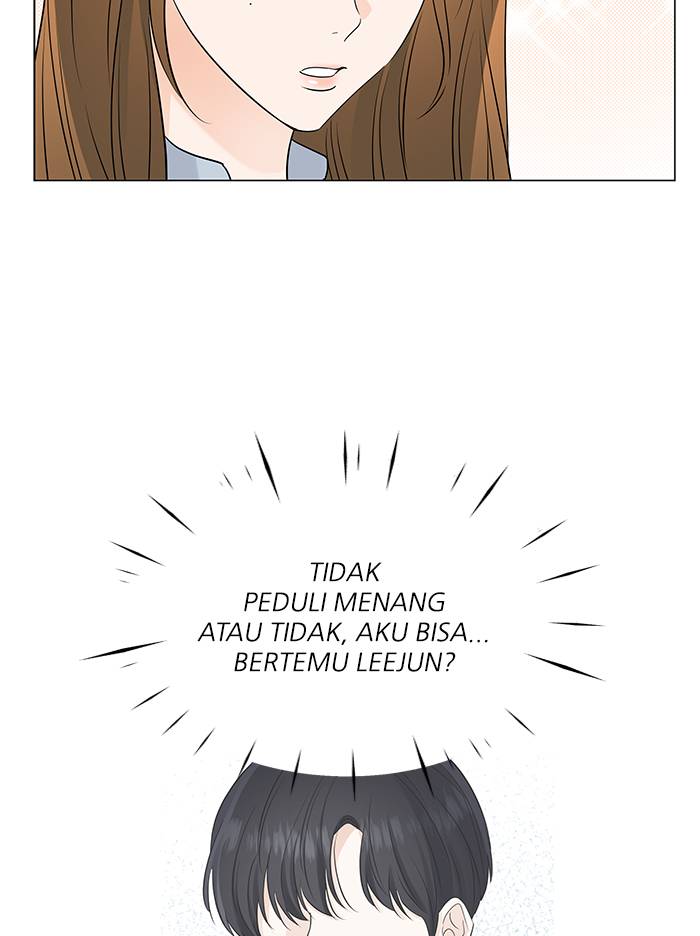 TIDAK
PEDULI MENANG
ATAU TIDAK, AKU BISA...
BERTEMU LEEJUN?